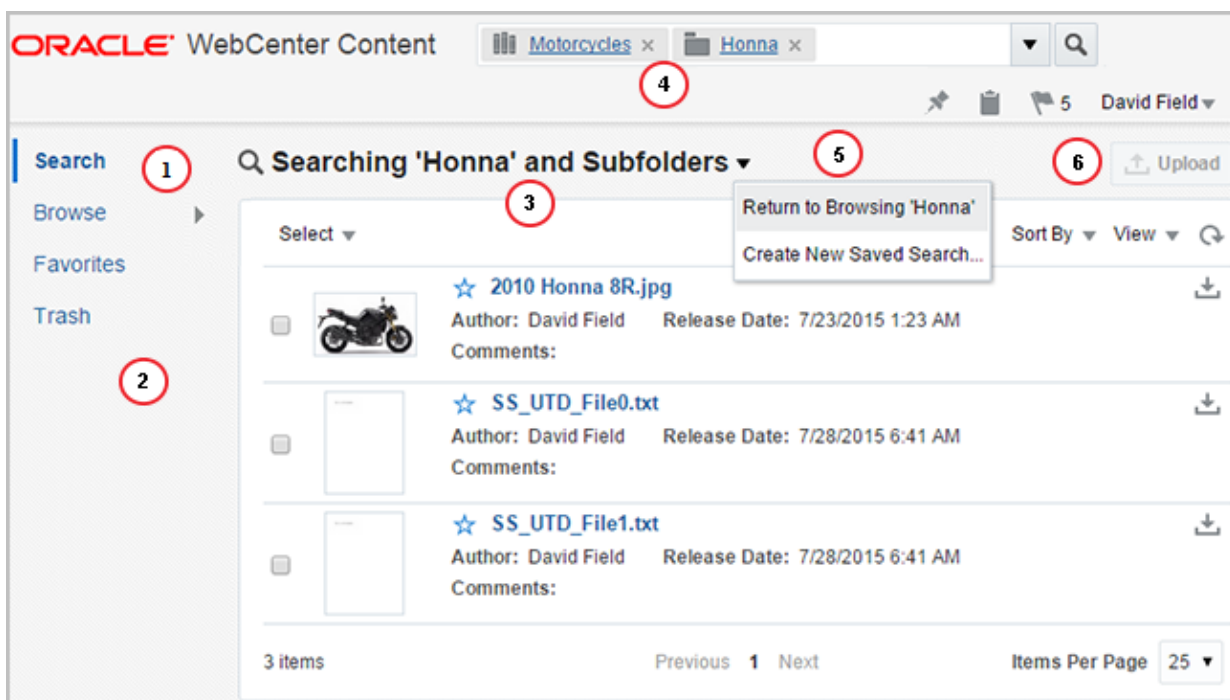 ORACLE WebCenter Content
Motorcycles × Honna ×
4
5 David Field
Search
1
Browse
Favorites
Trash
2
Searching 'Honna' and Subfolders
3
5
6
Upload
Return to Browsing 'Honna'
Create New Saved Search...
Select
Sort By View
2010 Honna 8R.jpg
Author: David Field Release Date: 7/23/2015 1:23 AM
Comments:
SS_UTD_File0.txt
Author: David Field Release Date: 7/28/2015 6:41 AM
Comments:
SS_UTD_File1.txt
Author: David Field Release Date: 7/28/2015 6:41 AM
Comments:
3 items Previous 1 Next Items Per Page 25